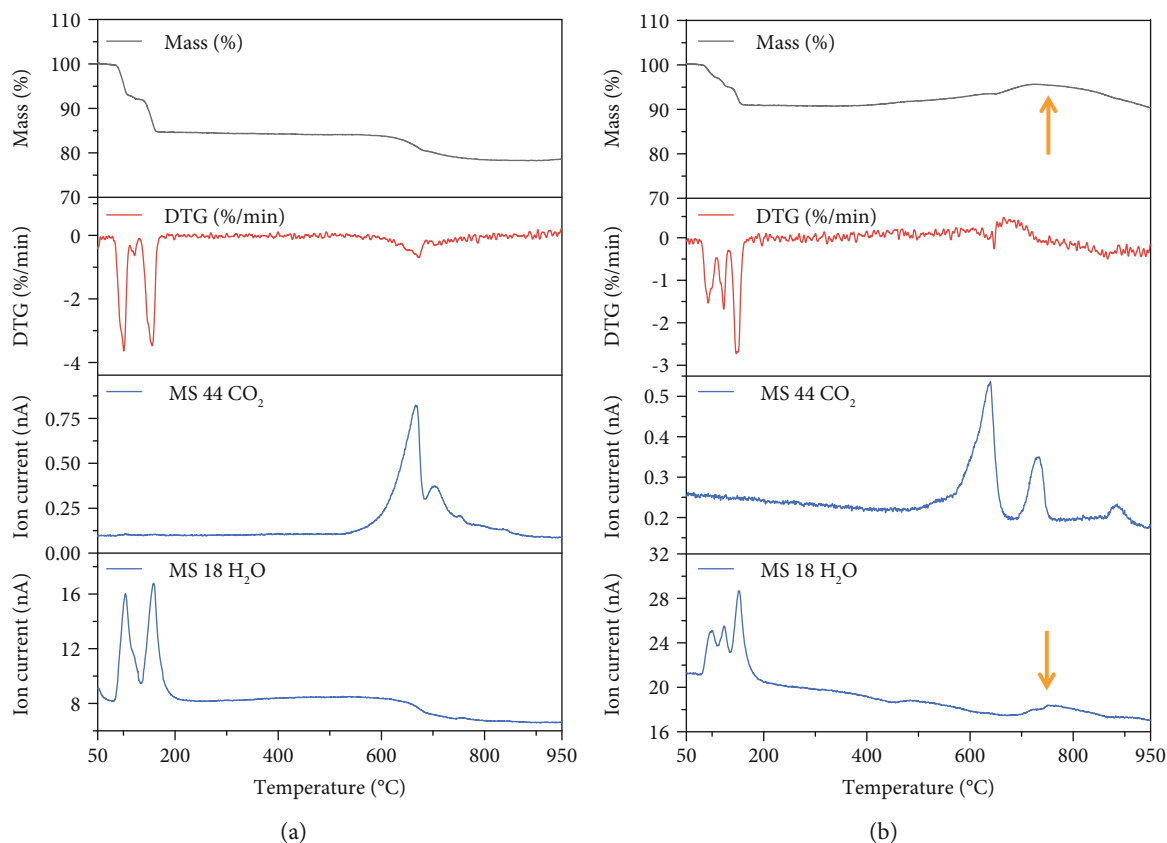 110
Mass (%)
100
90
80
70
Mass (%)
DTG (%/min)
0
-2
-4
DTG (%/min)
MS 44 CO₂
0.75
0.50
0.25
0.00
Ion current (nA)
MS 18 H₂O
16
12
8
Ion current (nA)
50 200 400 600 800 950
Temperature (°C)
(a)
110
Mass (%)
100
90
80
70
Mass (%)
DTG (%/min)
0
-1
-2
-3
DTG (%/min)
MS 44 CO₂
0.5
0.4
0.3
0.2
Ion current (nA)
32
MS 18 H₂O
28
24
20
16
Ion current (nA)
50 200 400 600 800 950
Temperature (°C)
(b)